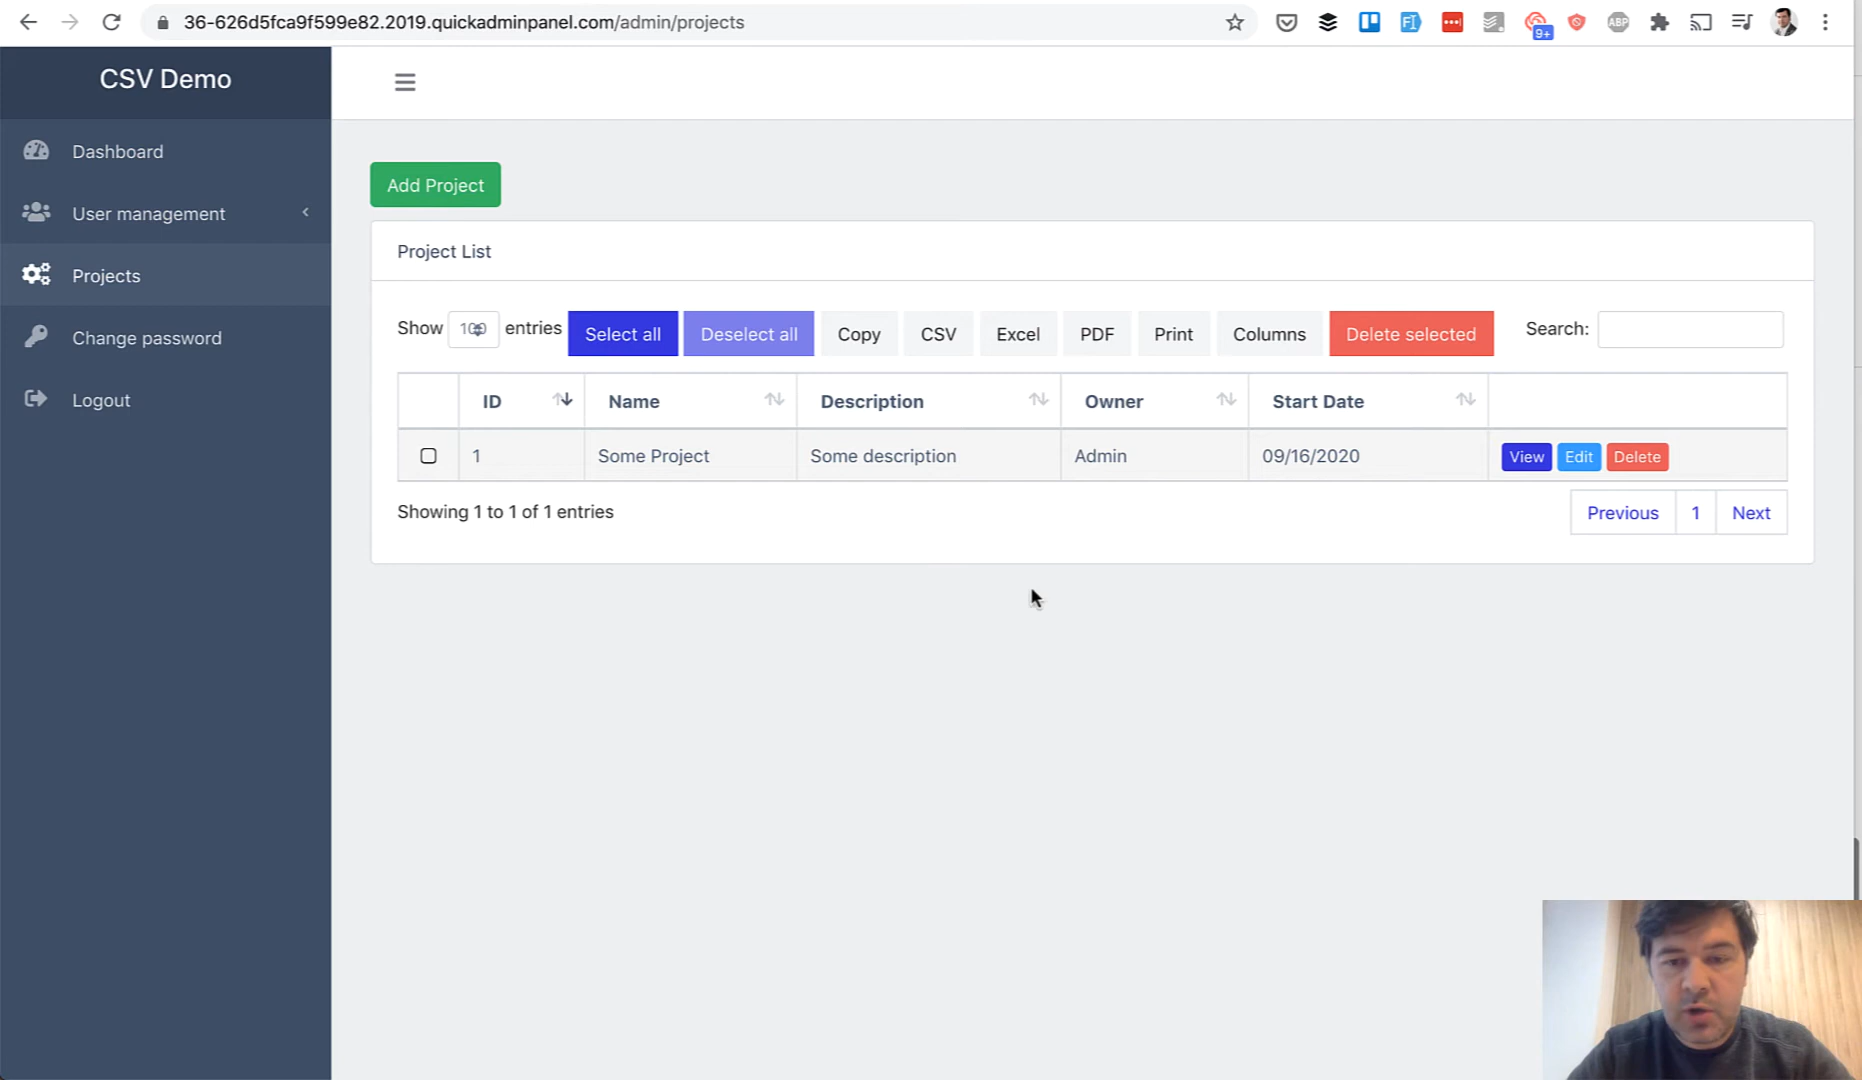 36-626d5fca9f599e82.2019.quickadminpanel.com/admin/projects
9+
ABP
CSV Demo
Dashboard
User management
Projects
Change password
Logout
Add Project
Project List
Show 100 entries Select all Deselect all Copy CSV Excel PDF Print Columns Delete selected Search:
ID Name Description Owner Start Date
1 Some Project Some description Admin 09/16/2020 View Edit Delete
Showing 1 to 1 of 1 entries
Previous 1 Next